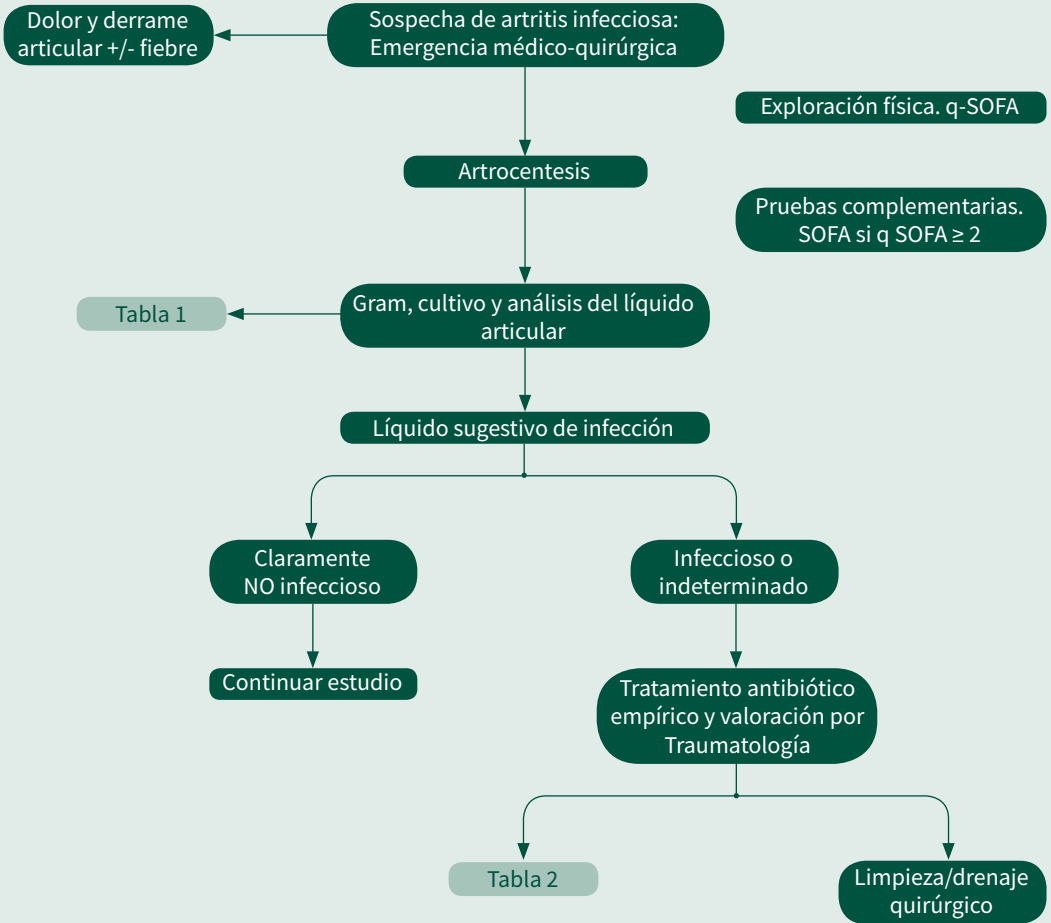 Dolor y derrame
articular +/- fiebre
Sospecha de artritis infecciosa:
Emergencia médico-quirúrgica
Exploración física. q-SOFA
Artrocentesis
Pruebas complementarias.
SOFA si q SOFA ≥ 2
Tabla 1
Gram, cultivo y análisis del líquido
articular
Líquido sugestivo de infección
Claramente
NO infeccioso
Infeccioso o
indeterminado
Continuar estudio
Tratamiento antibiótico
empírico y valoración por
Traumatología
Tabla 2
Limpieza/drenaje
quirúrgico